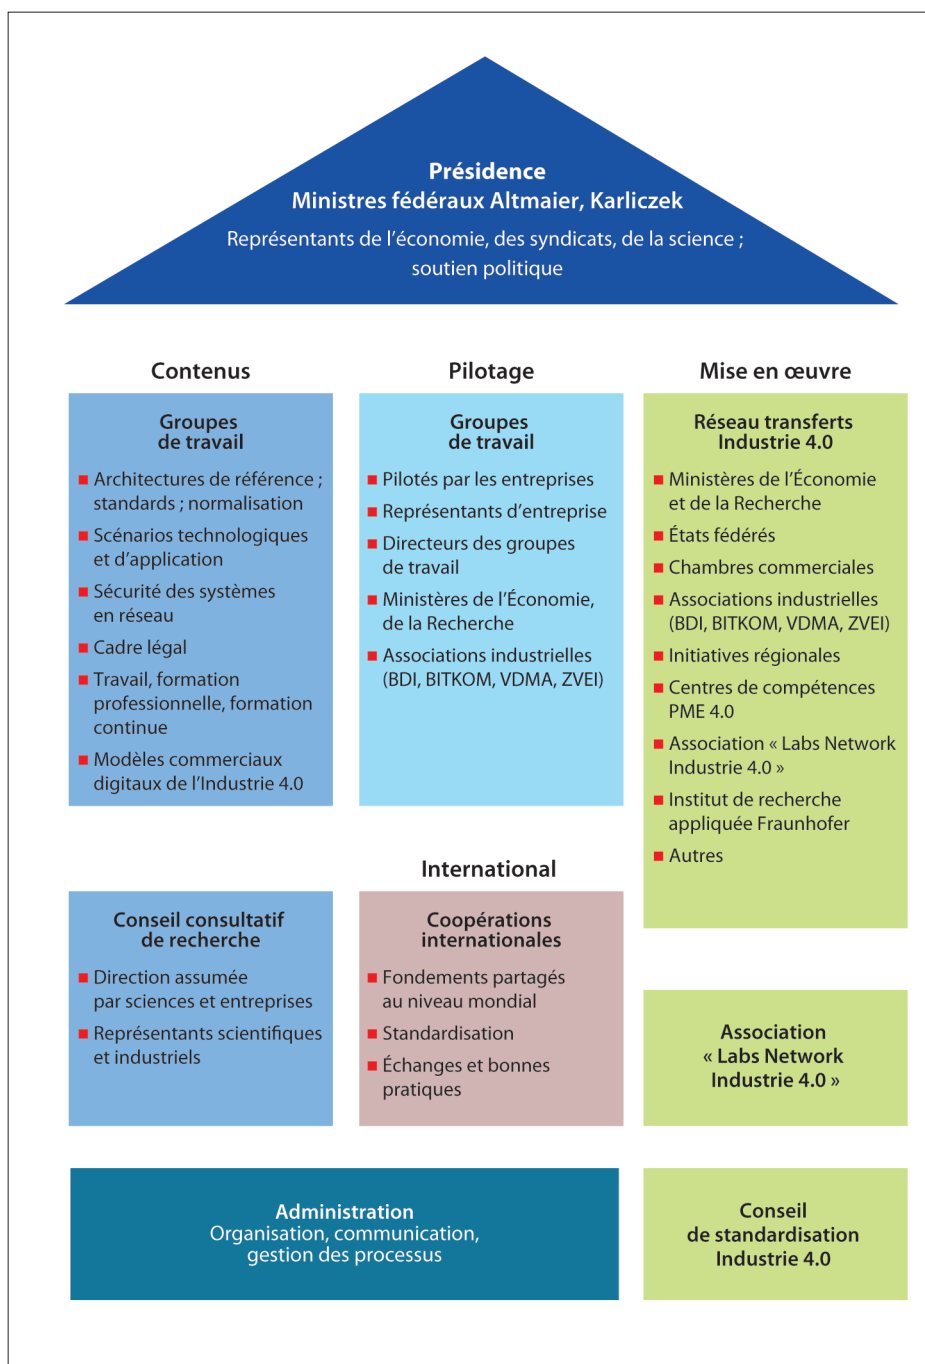 Présidence
Ministres fédéraux Altmaier, Karliczek
Représentants de l’économie, des syndicats, de la science ;
soutien politique
Contenus
Groupes
de travail
Architectures de référence ;
standards ; normalisation
Scénarios technologiques
et d’application
Sécurité des systèmes
en réseau
Cadre légal
Travail, formation
professionnelle, formation
continue
Modèles commerciaux
digitaux de l’Industrie 4.0
Conseil consultatif
de recherche
Direction assumée
par sciences et entreprises
Représentants scientifiques
et industriels
Pilotage
Groupes
de travail
Pilotés par les entreprises
Représentants d’entreprise
Directeurs des groupes
de travail
Ministères de l’Économie,
de la Recherche
Associations industrielles
(BDI, BITKOM, VDMA, ZVEI)
International
Coopérations
internationales
Fondements partagés
au niveau mondial
Standardisation
Échanges et bonnes
pratiques
Mise en œuvre
Réseau transferts
Industrie 4.0
Ministères de l’Économie
et de la Recherche
États fédérés
Chambres commerciales
Associations industrielles
(BDI, BITKOM, VDMA, ZVEI)
Initiatives régionales
Centres de compétences
PME 4.0
Association « Labs Network
Industrie 4.0 »
Institut de recherche
appliquée Fraunhofer
Autres
Association
« Labs Network
Industrie 4.0 »
Administration
Organisation, communication,
gestion des processus
Conseil
de standardisation
Industrie 4.0